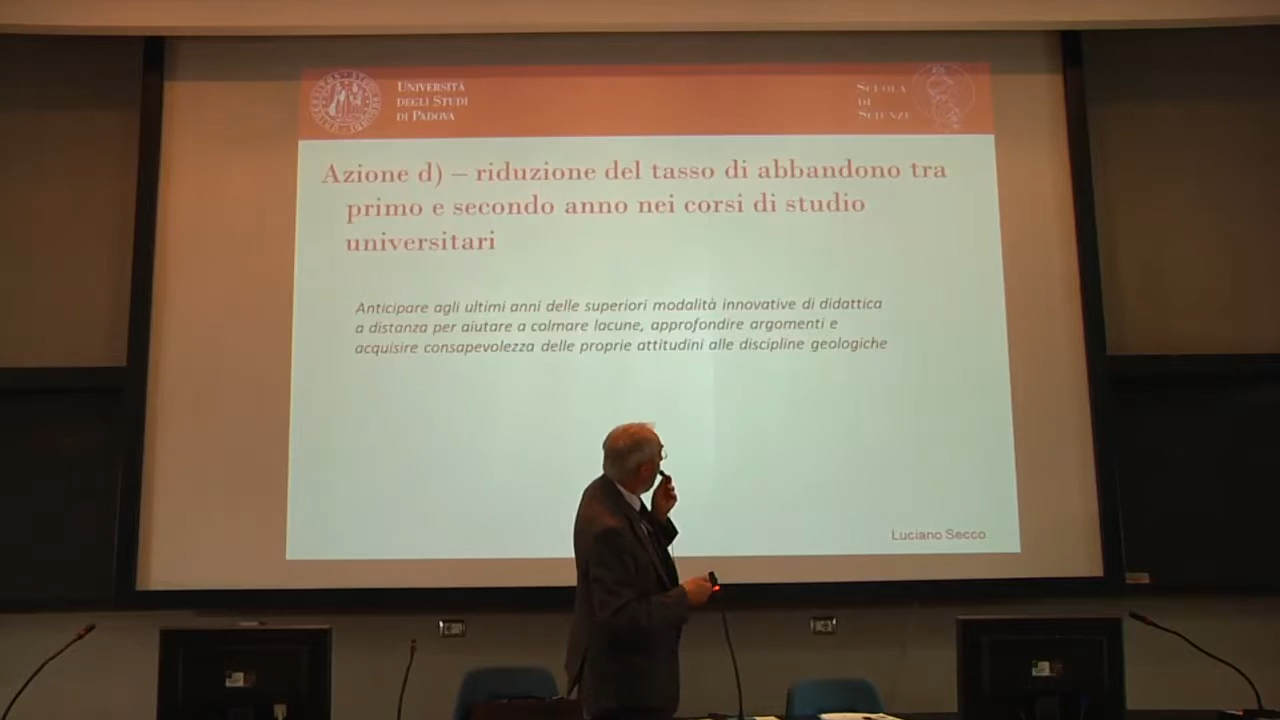 UNIVERSITÀ
DEGLI STUDI
DI PADOVA
SCUOLA
DI
SCIENZE
Azione d) – riduzione del tasso di abbandono tra
primo e secondo anno nei corsi di studio
universitari
Anticipare agli ultimi anni delle superiori modalità innovative di didattica
a distanza per aiutare a colmare lacune, approfondire argomenti e
acquisire consapevolezza delle proprie attitudini alle discipline geologiche
Luciano Secco